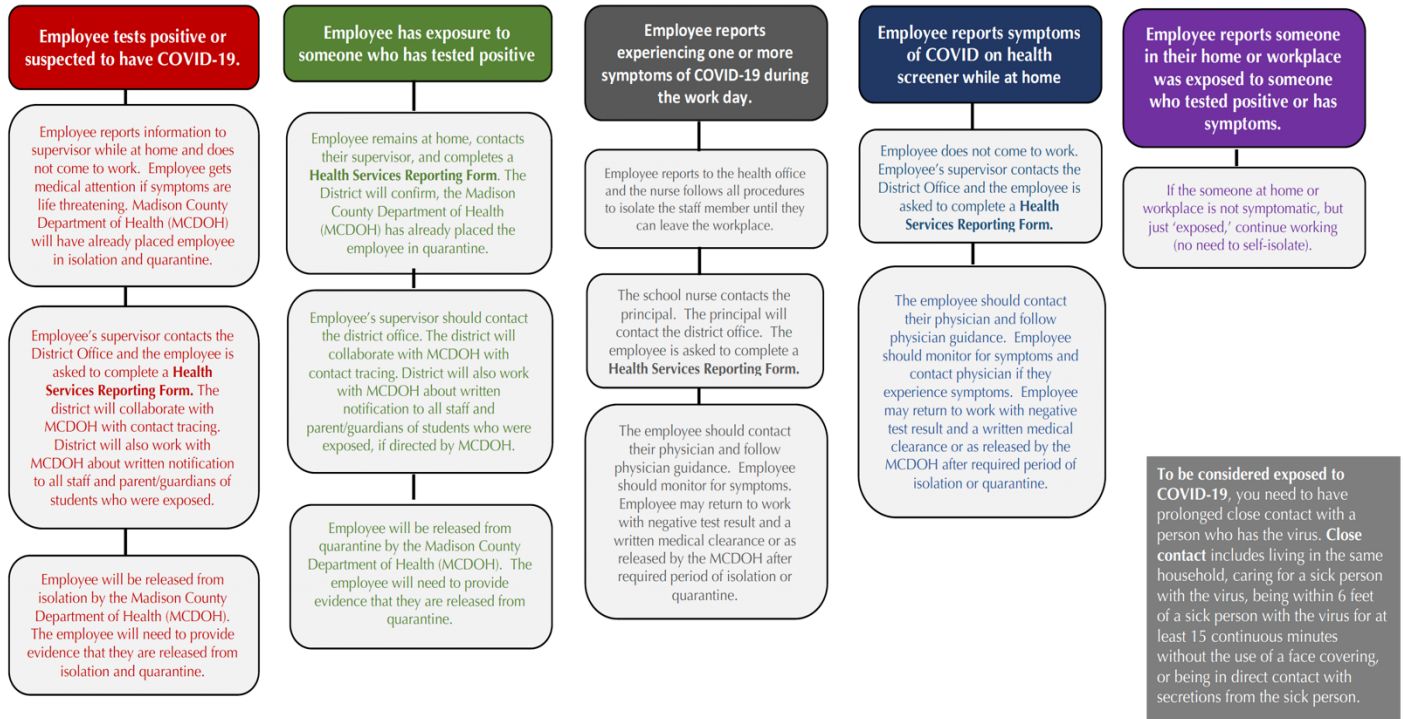 Employee tests positive or
suspected to have COVID-19.
Employee reports information to
supervisor while at home and does
not come to work.  Employee gets
medical attention if symptoms are
life threatening. Madison County
Department of Health (MCDOH)
will have already placed employee
in isolation and quarantine.
Employee's supervisor contacts the
District Office and the employee is
asked to complete a Health
Services Reporting Form. The
district will collaborate with
MCDOH with contact tracing.
District will also work with
MCDOH about written notification
to all staff and parent/guardians of
students who were exposed.
Employee will be released from
isolation by the Madison County
Department of Health (MCDOH).
The employee will need to provide
evidence that they are released from
isolation and quarantine.
Employee has exposure to
someone who has tested positive
Employee remains at home, contacts
their supervisor, and completes a
Health Services Reporting Form. The
District will confirm, the Madison
County Department of Health
(MCDOH) has already placed the
employee in quarantine.
Employee's supervisor should contact
the district office. The district will
collaborate with MCDOH with
contact tracing. District will also work
with MCDOH about written
notification to all staff and
parent/guardians of students who were
exposed, if directed by MCDOH.
Employee will be released from
quarantine by the Madison County
Department of Health (MCDOH).  The
employee will need to provide
evidence that they are released from
quarantine.
Employee reports
experiencing one or more
symptoms of COVID-19 during
the work day.
Employee reports to the health office
and the nurse follows all procedures
to isolate the staff member until they
can leave the workplace.
The school nurse contacts the
principal.  The principal will
contact the district office.  The
employee is asked to complete a
Health Services Reporting Form.
The employee should contact
their physician and follow
physician guidance.  Employee
should monitor for symptoms.
Employee may return to work
with negative test result and a
written medical clearance or as
released by the MCDOH after
required period of isolation or
quarantine.
Employee reports symptoms
of COVID on health
screener while at home
Employee does not come to work.
Employee's supervisor contacts the
District Office and the employee is
asked to complete a Health
Services Reporting Form.
The employee should contact
their physician and follow
physician guidance.  Employee
should monitor for symptoms and
contact physician if they
experience symptoms.  Employee
may return to work with negative
test result and a written medical
clearance or as released by the
MCDOH after required period of
isolation or quarantine.
Employee reports someone
in their home or workplace
was exposed to someone
who tested positive or has
symptoms.
If the someone at home or
workplace is not symptomatic, but
just 'exposed,' continue working
(no need to self-isolate).
To be considered exposed to
COVID-19, you need to have
prolonged close contact with a
person who has the virus. Close
contact includes living in the same
household, caring for a sick person
with the virus, being within 6 feet
of a sick person with the virus for at
least 15 continuous minutes
without the use of a face covering,
or being in direct contact with
secretions from the sick person.